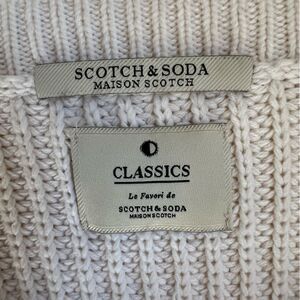 SCOTCH & SODA
MAISON SCOTCH
CLASSICS
Le Favori de
SCOTCH & SODA
MAISON SCOTCH